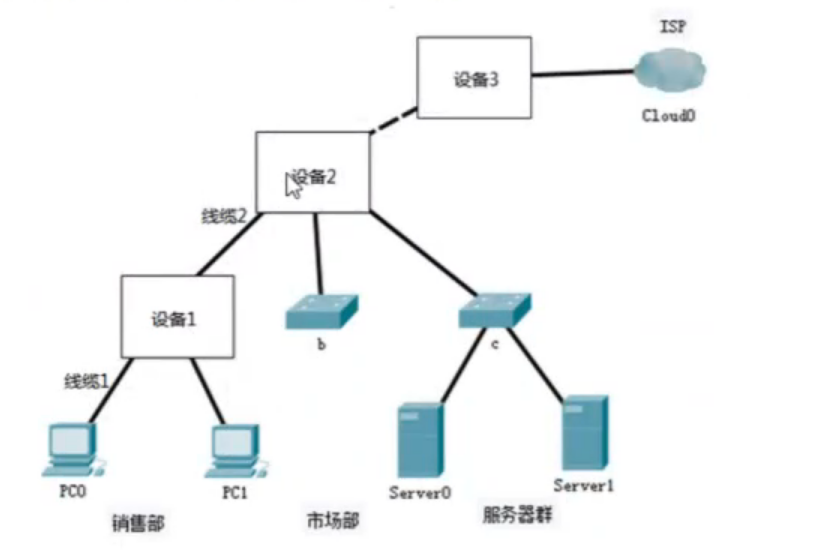 ISP
设备3
Cloud0
设备2
线缆2
设备1
b
c
线缆1
PC0
PC1
Server0
Server1
销售部
市场部
服务器群